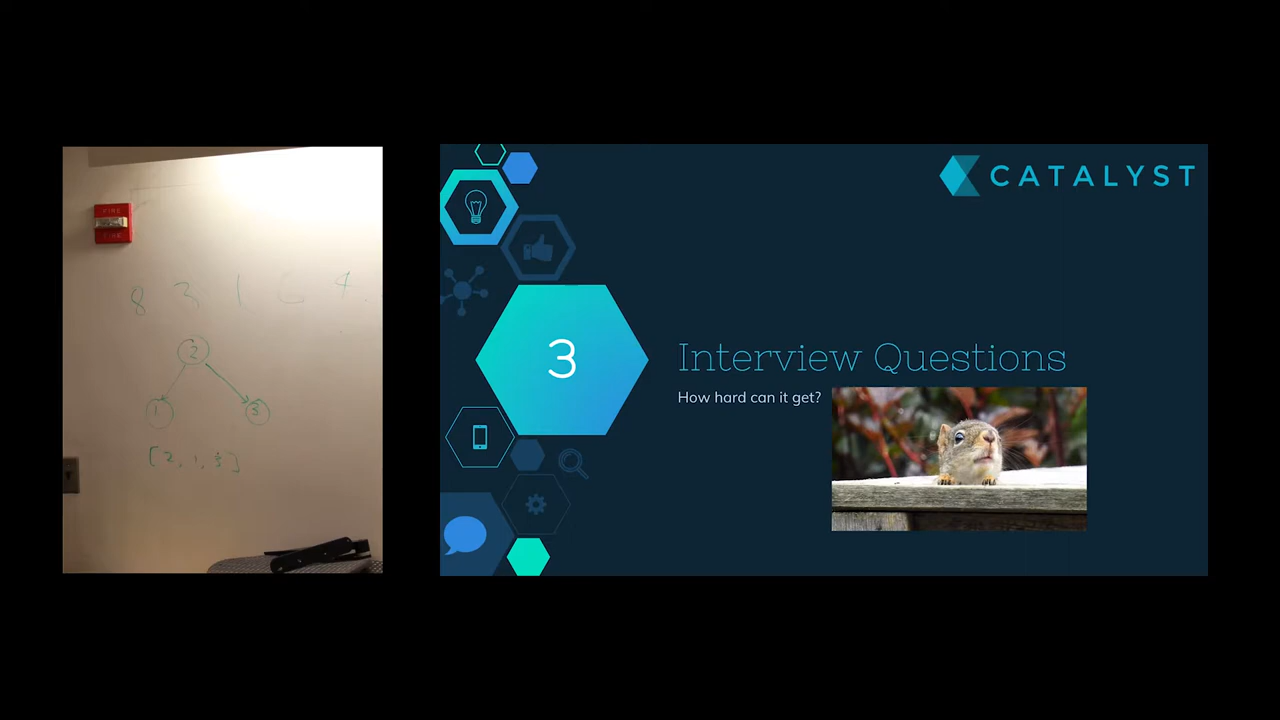 FIRE
FIRE
8 3 1 6 4
2
1 3
[2, 1, 3]
CATALYST
3
Interview Questions
How hard can it get?